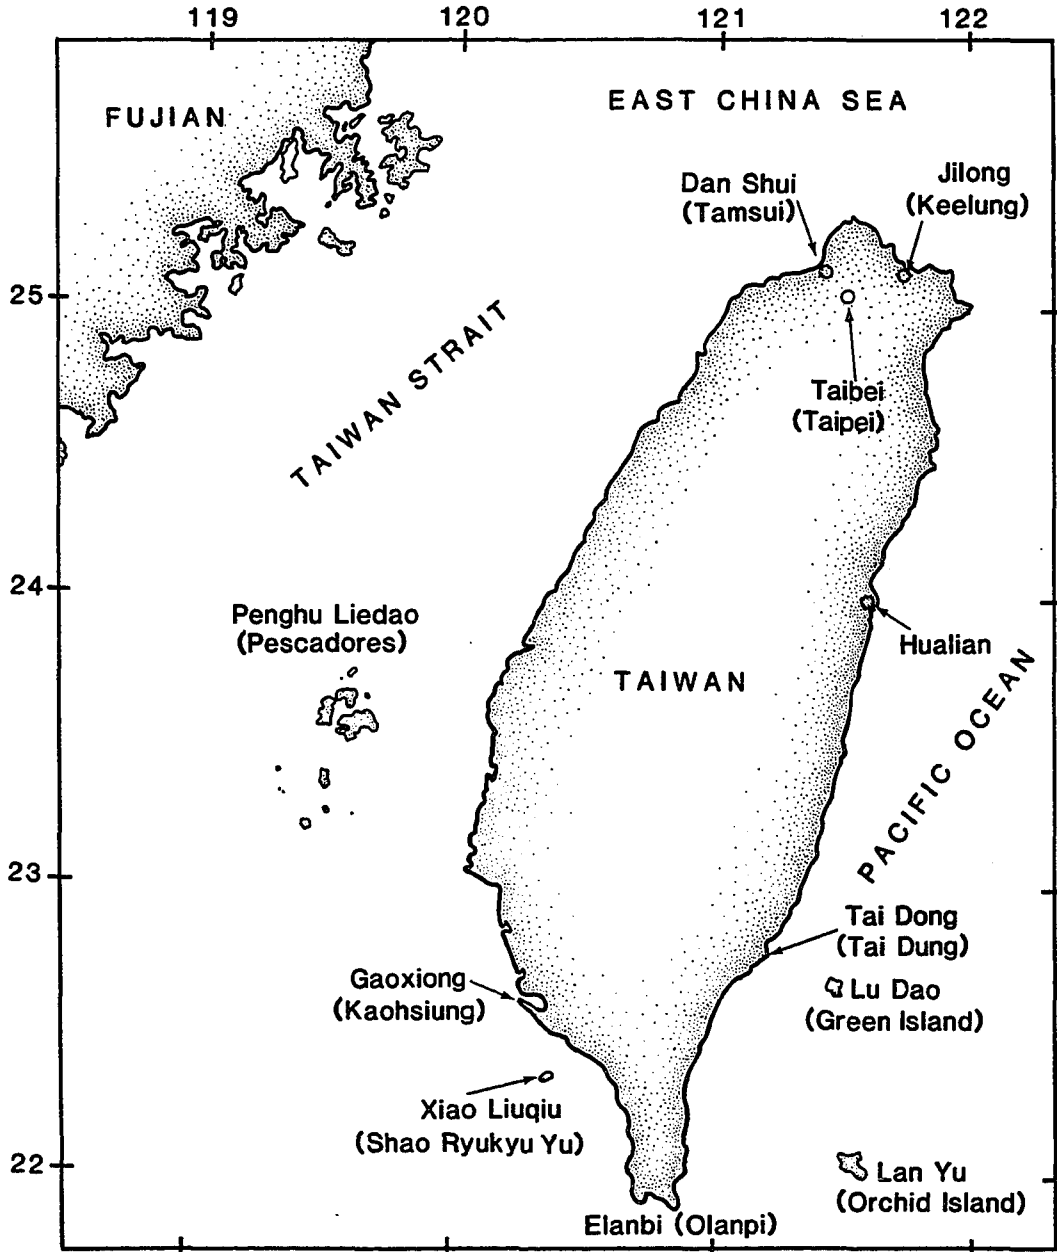 119 120 121 122
FUJIAN
EAST CHINA SEA
Dan Shui
(Tamsui)
Jilong
(Keelung)
25
TAIWAN STRAIT
Taibei
(Taipei)
24
Penghu Liedao
(Pescadores)
Hualian
TAIWAN
PACIFIC OCEAN
23
Tai Dong
(Tai Dung)
Gaoxiong
(Kaohsiung)
Lu Dao
(Green Island)
Xiao Liuqiu
(Shao Ryukyu Yu)
22
Lan Yu
(Orchid Island)
Elanbi (Olanpi)